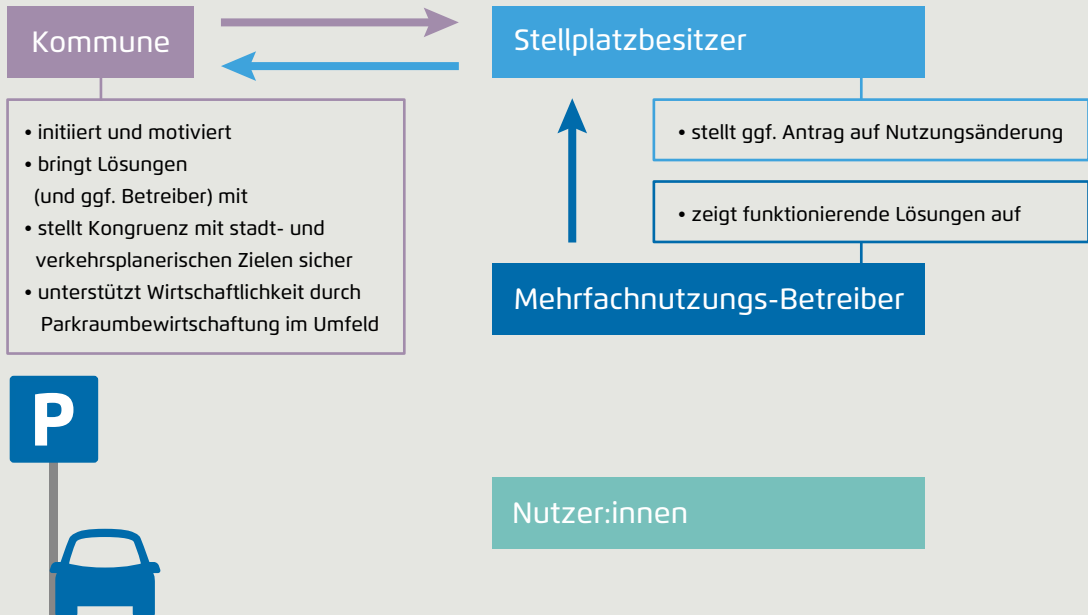 Kommune
• initiiert und motiviert
• bringt Lösungen
(und ggf. Betreiber) mit
• stellt Kongruenz mit stadt- und
verkehrsplanerischen Zielen sicher
• unterstützt Wirtschaftlichkeit durch
Parkraumbewirtschaftung im Umfeld
Stellplatzbesitzer
• stellt ggf. Antrag auf Nutzungsänderung
• zeigt funktionierende Lösungen auf
Mehrfachnutzungs-Betreiber
P
Nutzer:innen